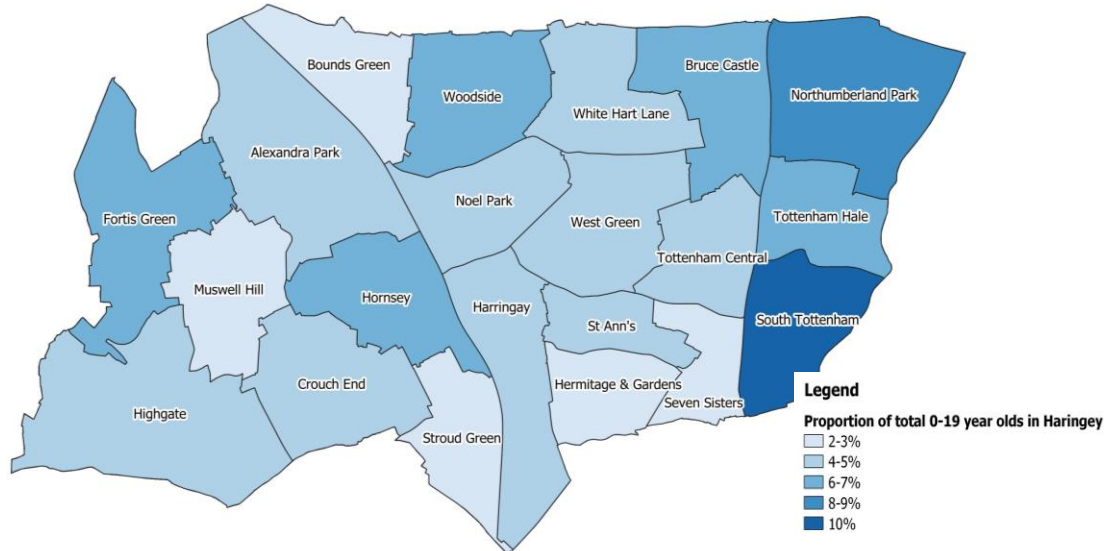 Bounds Green
Bruce Castle
Woodside
Northumberland Park
White Hart Lane
Alexandra Park
Noel Park
Fortis Green
West Green
Tottenham Hale
Tottenham Central
Muswell Hill
Hornsey
Harringay
St Ann's
South Tottenham
Crouch End
Hermitage & Gardens
Highgate
Seven Sisters
Stroud Green
Legend
Proportion of total 0-19 year olds in Haringey
2-3%
4-5%
6-7%
8-9%
10%